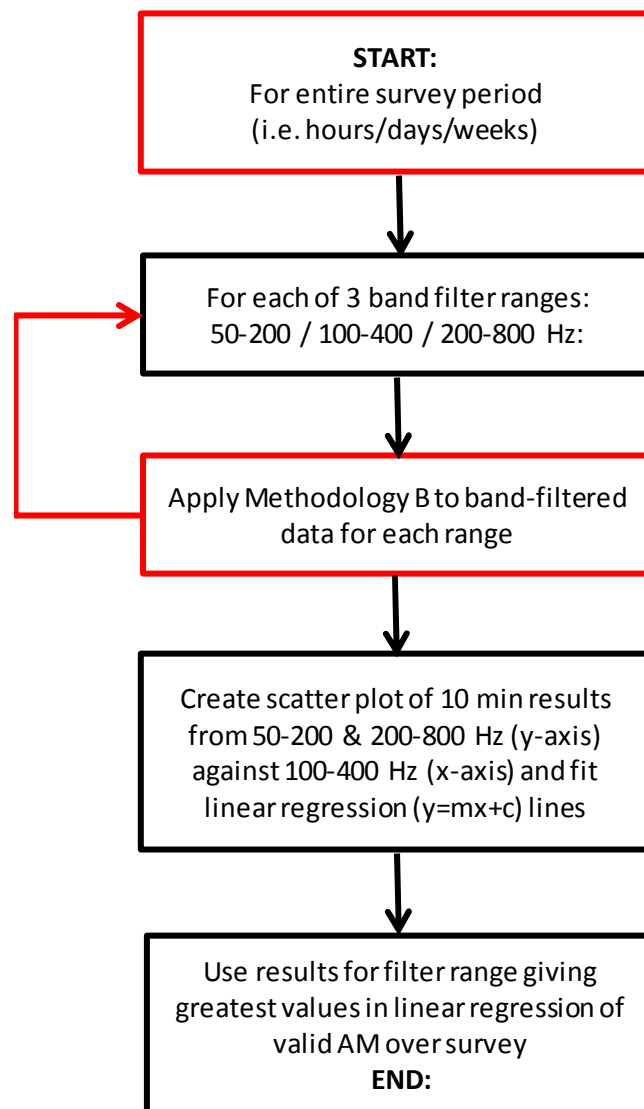 START:
For entire survey period
(i.e. hours/days/weeks)
For each of 3 band filter ranges:
50-200 / 100-400 / 200-800 Hz:
Apply Methodology B to band-filtered
data for each range
Create scatter plot of 10 min results
from 50-200 & 200-800 Hz (y-axis)
against 100-400 Hz (x-axis) and fit
linear regression (y=mx+c) lines
Use results for filter range giving
greatest values in linear regression of
valid AM over survey
END: